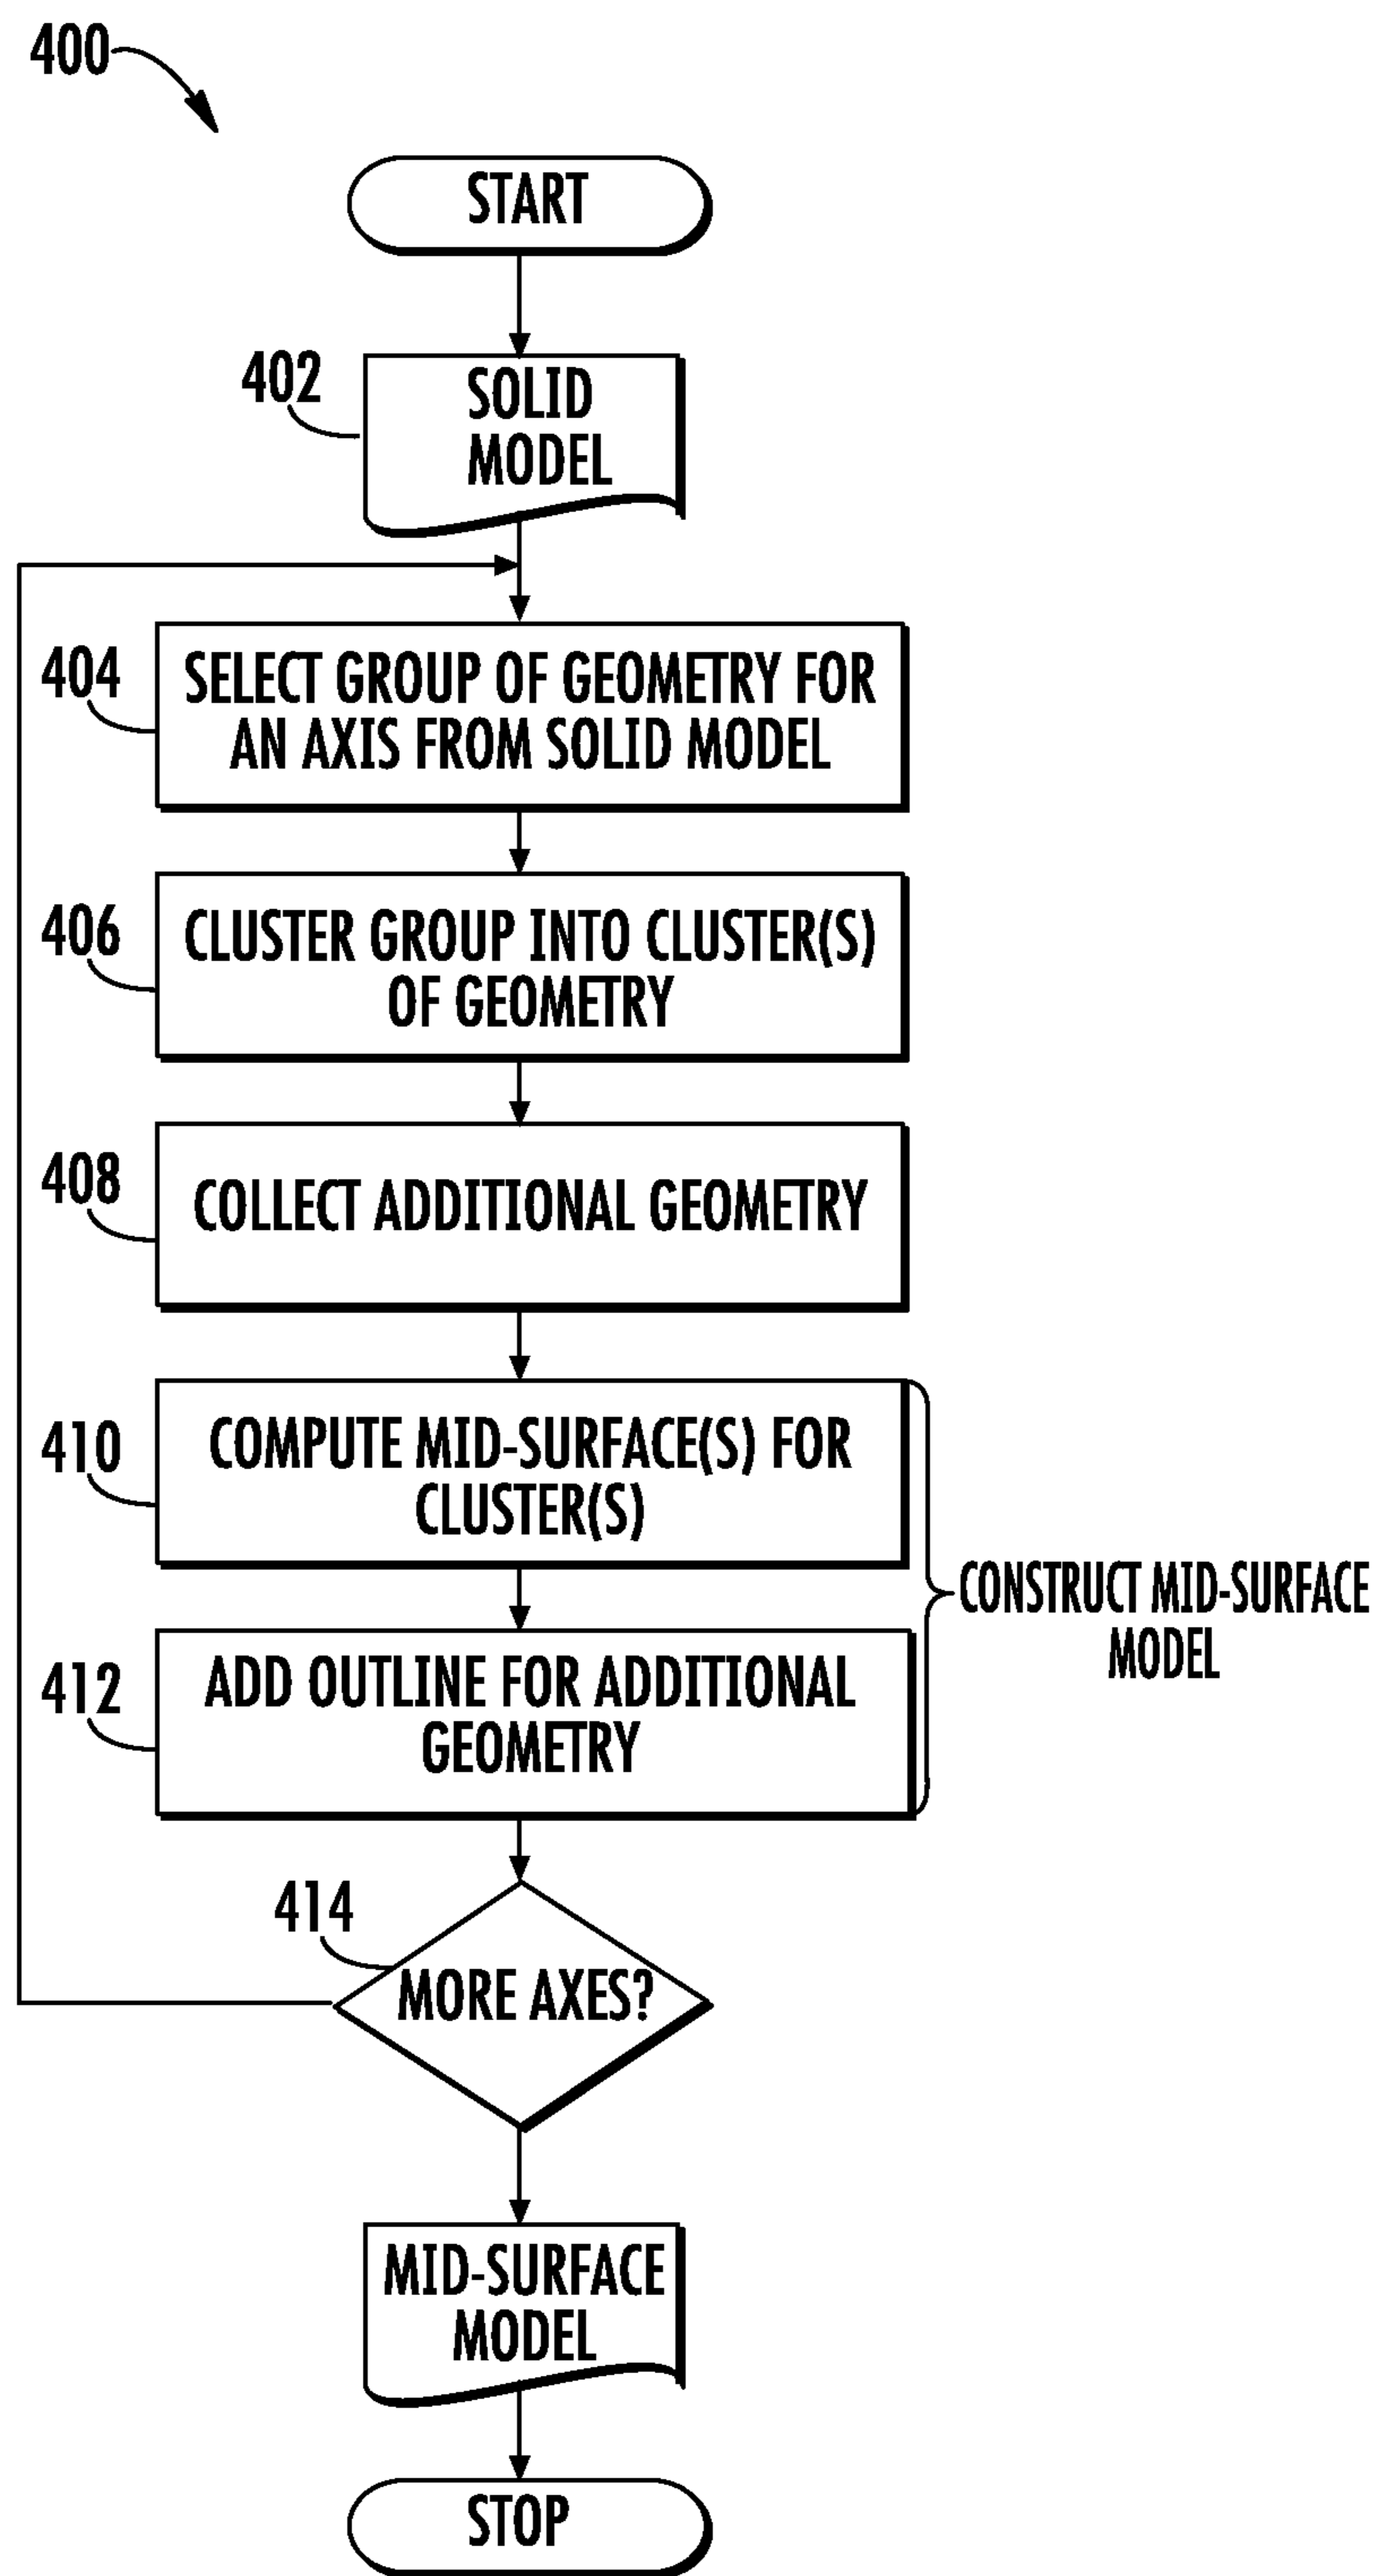 400
START
402
SOLID
MODEL
404
SELECT GROUP OF GEOMETRY FOR
AN AXIS FROM SOLID MODEL
406
CLUSTER GROUP INTO CLUSTER(S)
OF GEOMETRY
408
COLLECT ADDITIONAL GEOMETRY
410
COMPUTE MID-SURFACE(S) FOR
CLUSTER(S)
412
ADD OUTLINE FOR ADDITIONAL
GEOMETRY
CONSTRUCT MID-SURFACE
MODEL
414
MORE AXES?
MID-SURFACE
MODEL
STOP